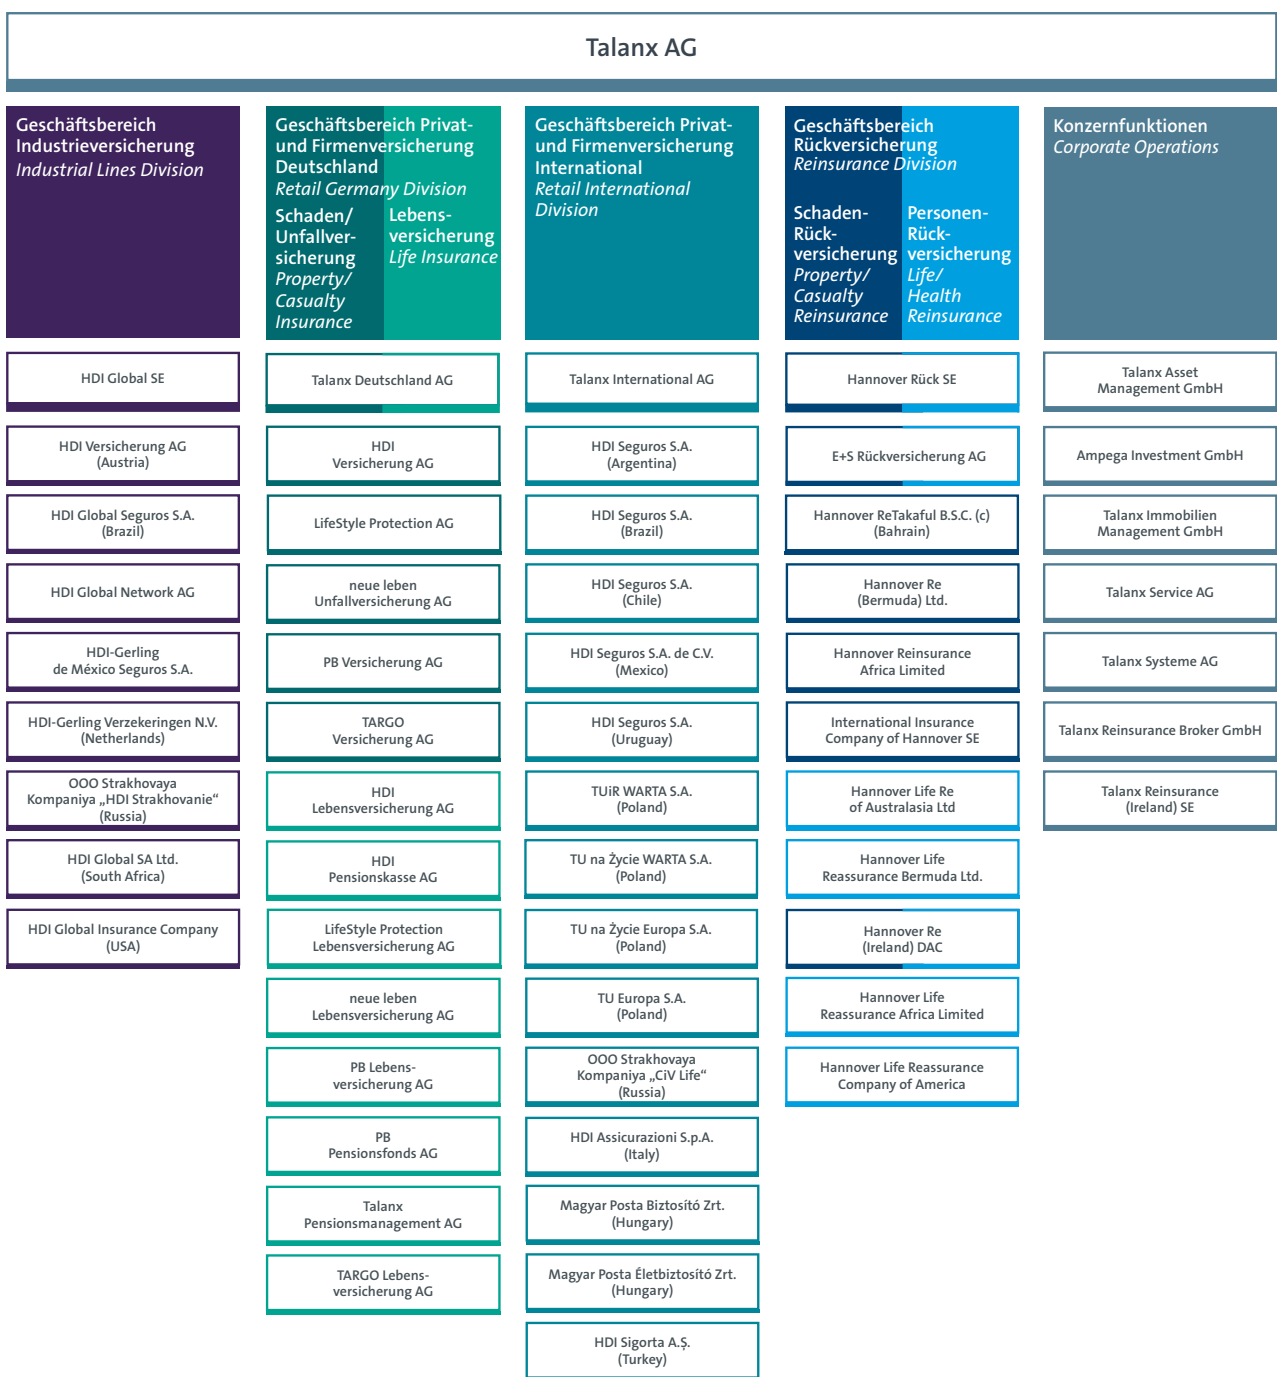 Talanx AG
Geschäftsbereich
Industrieversicherung
Industrial Lines Division
Geschäftsbereich Privat-
und Firmenversicherung
Deutschland
Retail Germany Division
Schaden/
Unfallver-
sicherung
Property/
Casualty
Insurance
Lebens-
versicherung
Life Insurance
Geschäftsbereich Privat-
und Firmenversicherung
International
Retail International
Division
Geschäftsbereich
Rückversicherung
Reinsurance Division
Schaden-
Rück-
versicherung
Property/
Casualty
Reinsurance
Personen-
Rück-
versicherung
Life/
Health
Reinsurance
Konzernfunktionen
Corporate Operations
HDI Global SE
HDI Versicherung AG
(Austria)
HDI Global Seguros S.A.
(Brazil)
HDI Global Network AG
HDI-Gerling
de México Seguros S.A.
HDI-Gerling Verzekeringen N.V.
(Netherlands)
OOO Strakhovaya
Kompaniya „HDI Strakhovanie“
(Russia)
HDI Global SA Ltd.
(South Africa)
HDI Global Insurance Company
(USA)
Talanx Deutschland AG
HDI
Versicherung AG
LifeStyle Protection AG
neue leben
Unfallversicherung AG
PB Versicherung AG
TARGO
Versicherung AG
HDI
Lebensversicherung AG
HDI
Pensionskasse AG
LifeStyle Protection
Lebensversicherung AG
neue leben
Lebensversicherung AG
PB Lebens-
versicherung AG
PB
Pensionsfonds AG
Talanx
Pensionsmanagement AG
TARGO Lebens-
versicherung AG
Talanx International AG
HDI Seguros S.A.
(Argentina)
HDI Seguros S.A.
(Brazil)
HDI Seguros S.A.
(Chile)
HDI Seguros S.A. de C.V.
(Mexico)
HDI Seguros S.A.
(Uruguay)
TUiR WARTA S.A.
(Poland)
TU na Życie WARTA S.A.
(Poland)
TU na Życie Europa S.A.
(Poland)
TU Europa S.A.
(Poland)
OOO Strakhovaya
Kompaniya „CiV Life“
(Russia)
HDI Assicurazioni S.p.A.
(Italy)
Magyar Posta Biztosító Zrt.
(Hungary)
Magyar Posta Életbiztosító Zrt.
(Hungary)
HDI Sigorta A.Ş.
(Turkey)
Hannover Rück SE
E+S Rückversicherung AG
Hannover ReTakaful B.S.C. (c)
(Bahrain)
Hannover Re
(Bermuda) Ltd.
Hannover Reinsurance
Africa Limited
International Insurance
Company of Hannover SE
Hannover Life Re
of Australasia Ltd
Hannover Life
Reassurance Bermuda Ltd.
Hannover Re
(Ireland) DAC
Hannover Life
Reassurance Africa Limited
Hannover Life Reassurance
Company of America
Talanx Asset
Management GmbH
Ampega Investment GmbH
Talanx Immobilien
Management GmbH
Talanx Service AG
Talanx Systeme AG
Talanx Reinsurance Broker GmbH
Talanx Reinsurance
(Ireland) SE